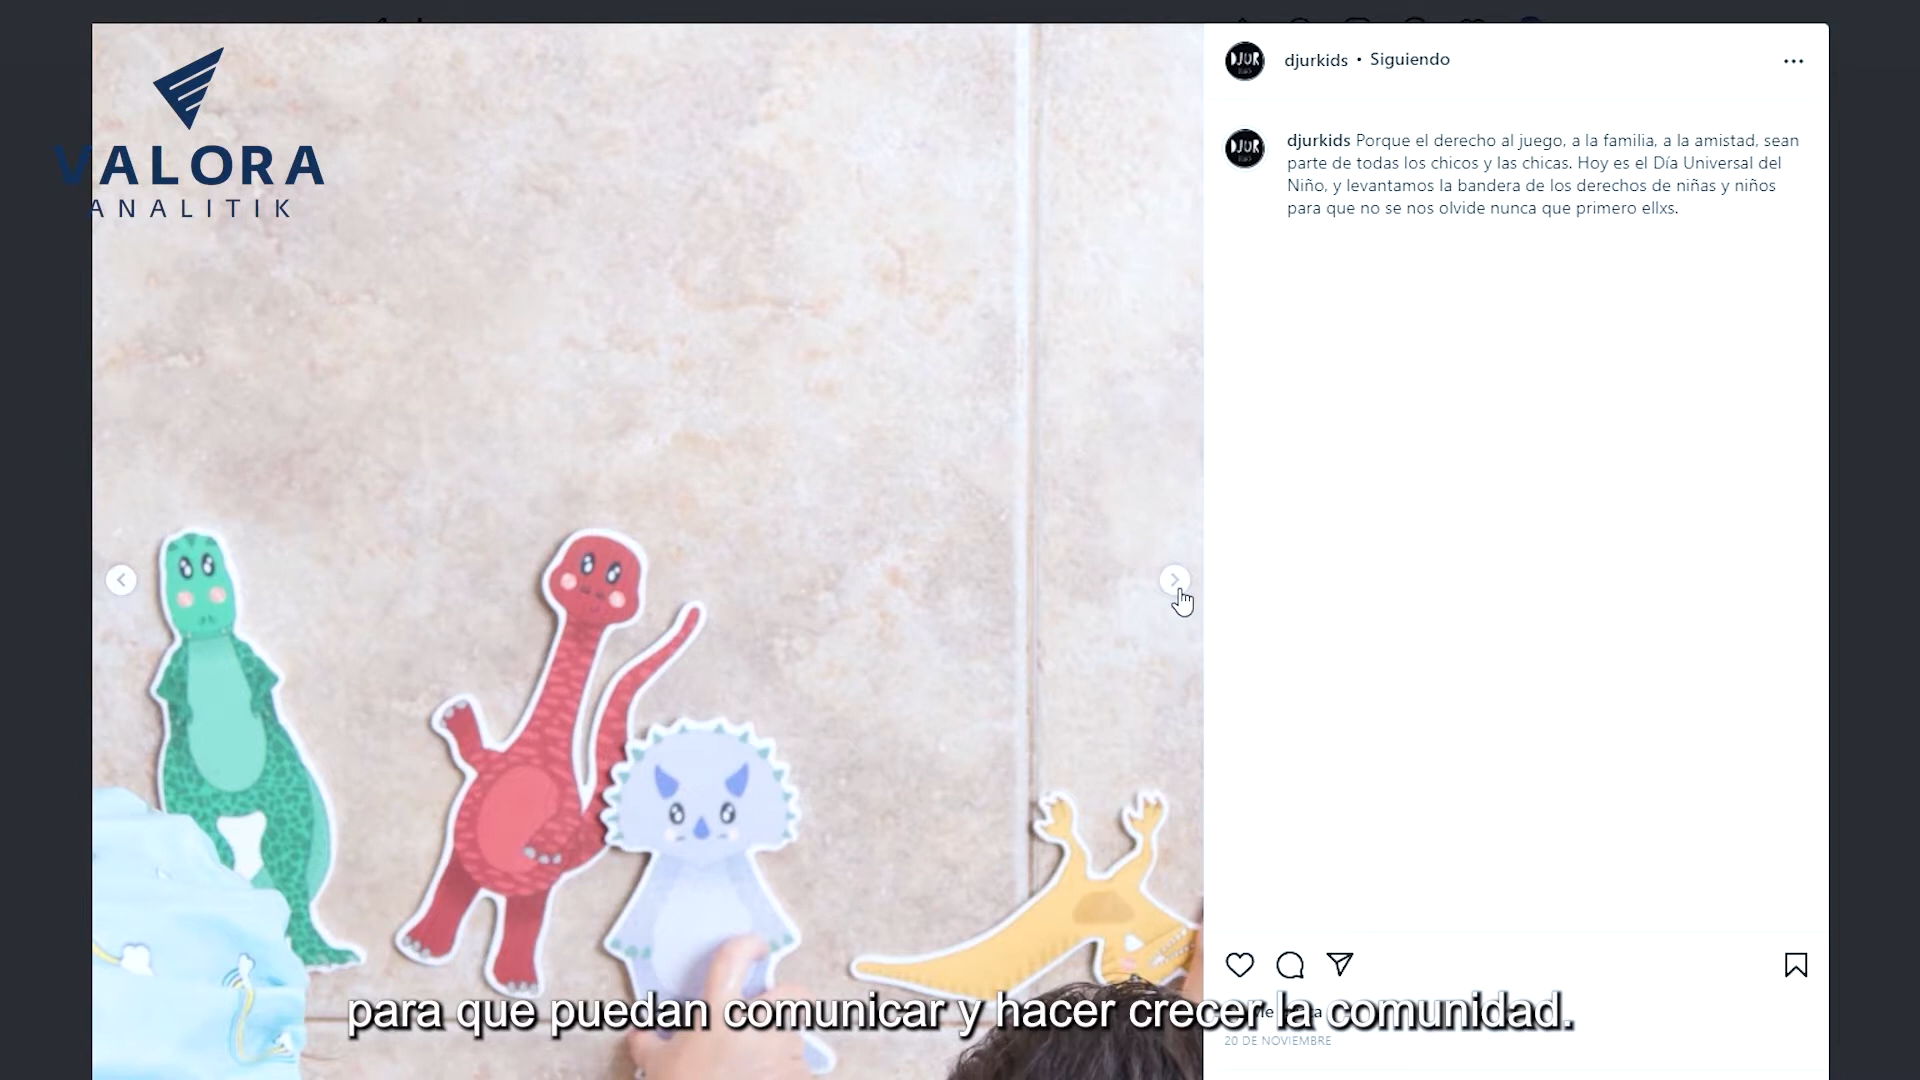 VALORA
ANALITIK
DJUR
djurkids • Siguiendo
DJUR
djurkids Porque el derecho al juego, a la familia, a la amistad, sean
parte de todas los chicos y las chicas. Hoy es el Día Universal del
Niño, y levantamos la bandera de los derechos de niñas y niños
para que no se nos olvide nunca que primero ellxs.
para que puedan comunicar y hacer crecer la comunidad.
20 DE NOVIEMBRE